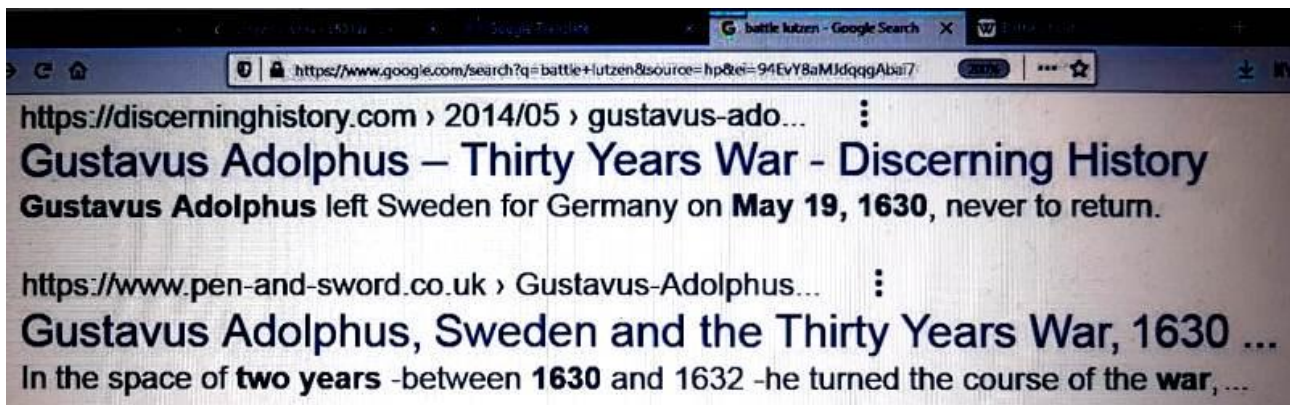 battle lutzen - Google Search
https://www.google.com/search?q=battle+lutzen&source=hp&ei=94EvY8aMJdqqgAbai7
200%
https://discerninghistory.com › 2014/05 › gustavus-ado...
Gustavus Adolphus – Thirty Years War - Discerning History
Gustavus Adolphus left Sweden for Germany on May 19, 1630, never to return.
https://www.pen-and-sword.co.uk › Gustavus-Adolphus...
Gustavus Adolphus, Sweden and the Thirty Years War, 1630 ...
In the space of two years -between 1630 and 1632 -he turned the course of the war, ...